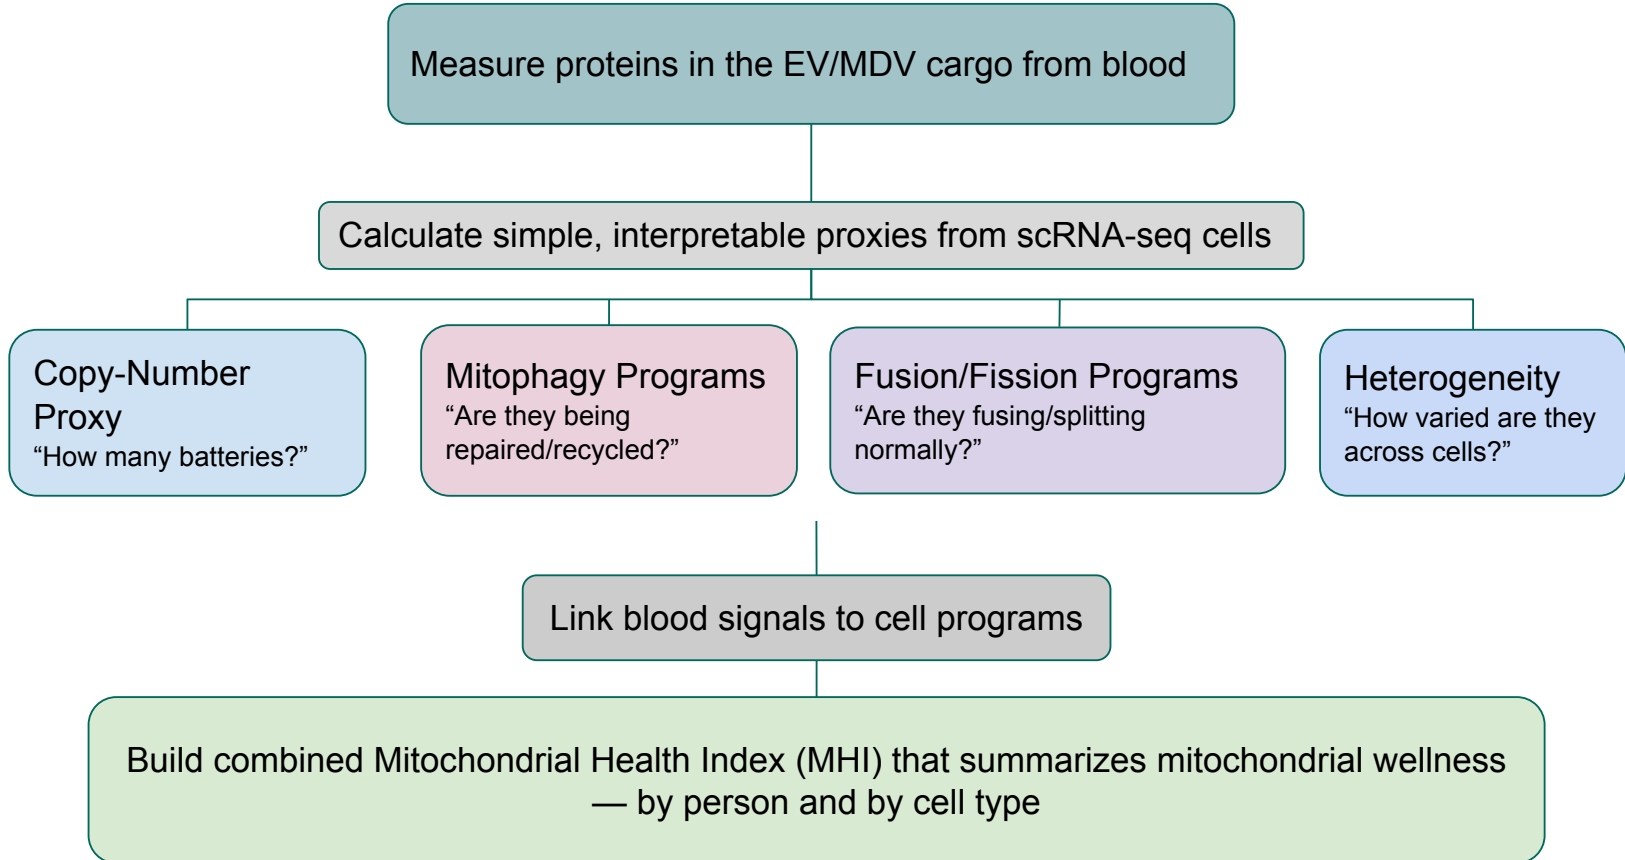 Measure proteins in the EV/MDV cargo from blood
Calculate simple, interpretable proxies from scRNA-seq cells
Copy-Number
Proxy
“How many batteries?”
Mitophagy Programs
“Are they being
repaired/recycled?”
Fusion/Fission Programs
“Are they fusing/splitting
normally?”
Heterogeneity
“How varied are they
across cells?”
Link blood signals to cell programs
Build combined Mitochondrial Health Index (MHI) that summarizes mitochondrial wellness
— by person and by cell type